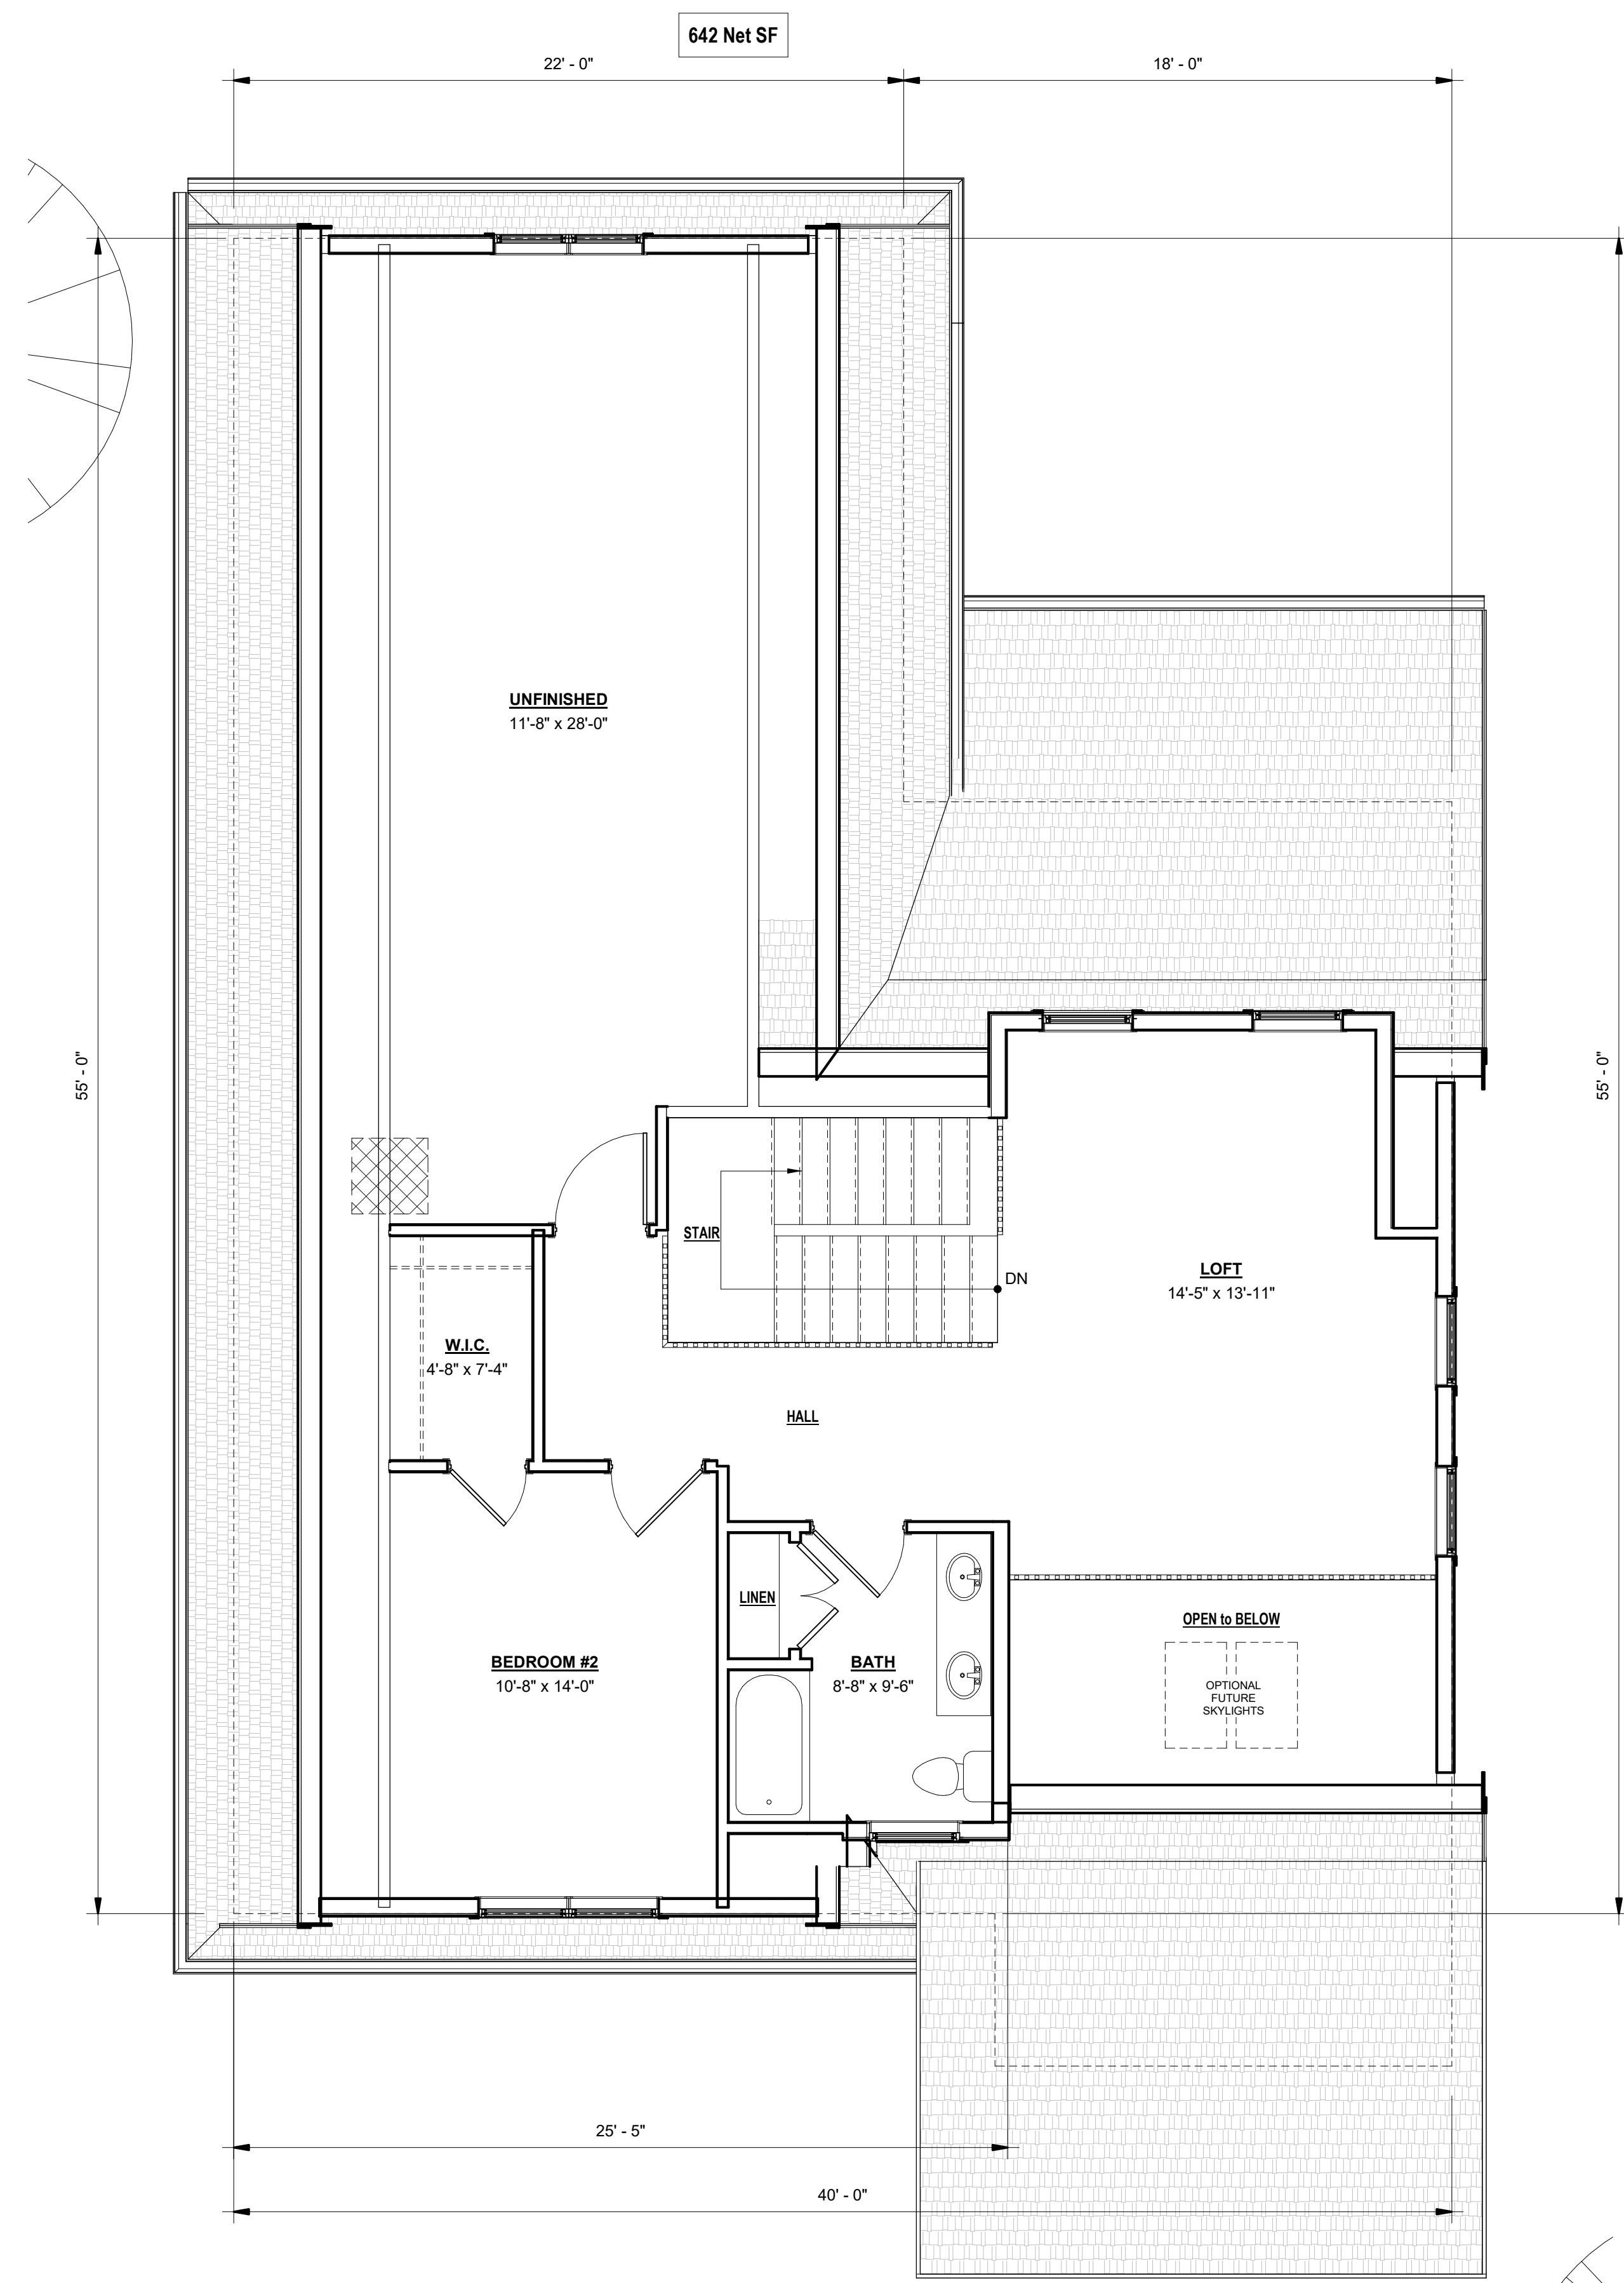 642 Net SF
22' - 0"
18' - 0"
UNFINISHED
11'-8" x 28'-0"
55' - 0"
55' - 0"
STAIR
DN
LOFT
14'-5" x 13'-11"
W.I.C.
4'-8" x 7'-4"
HALL
LINEN
OPEN to BELOW
BEDROOM #2
10'-8" x 14'-0"
BATH
8'-8" x 9'-6"
OPTIONAL
FUTURE
SKYLIGHTS
25' - 5"
40' - 0"